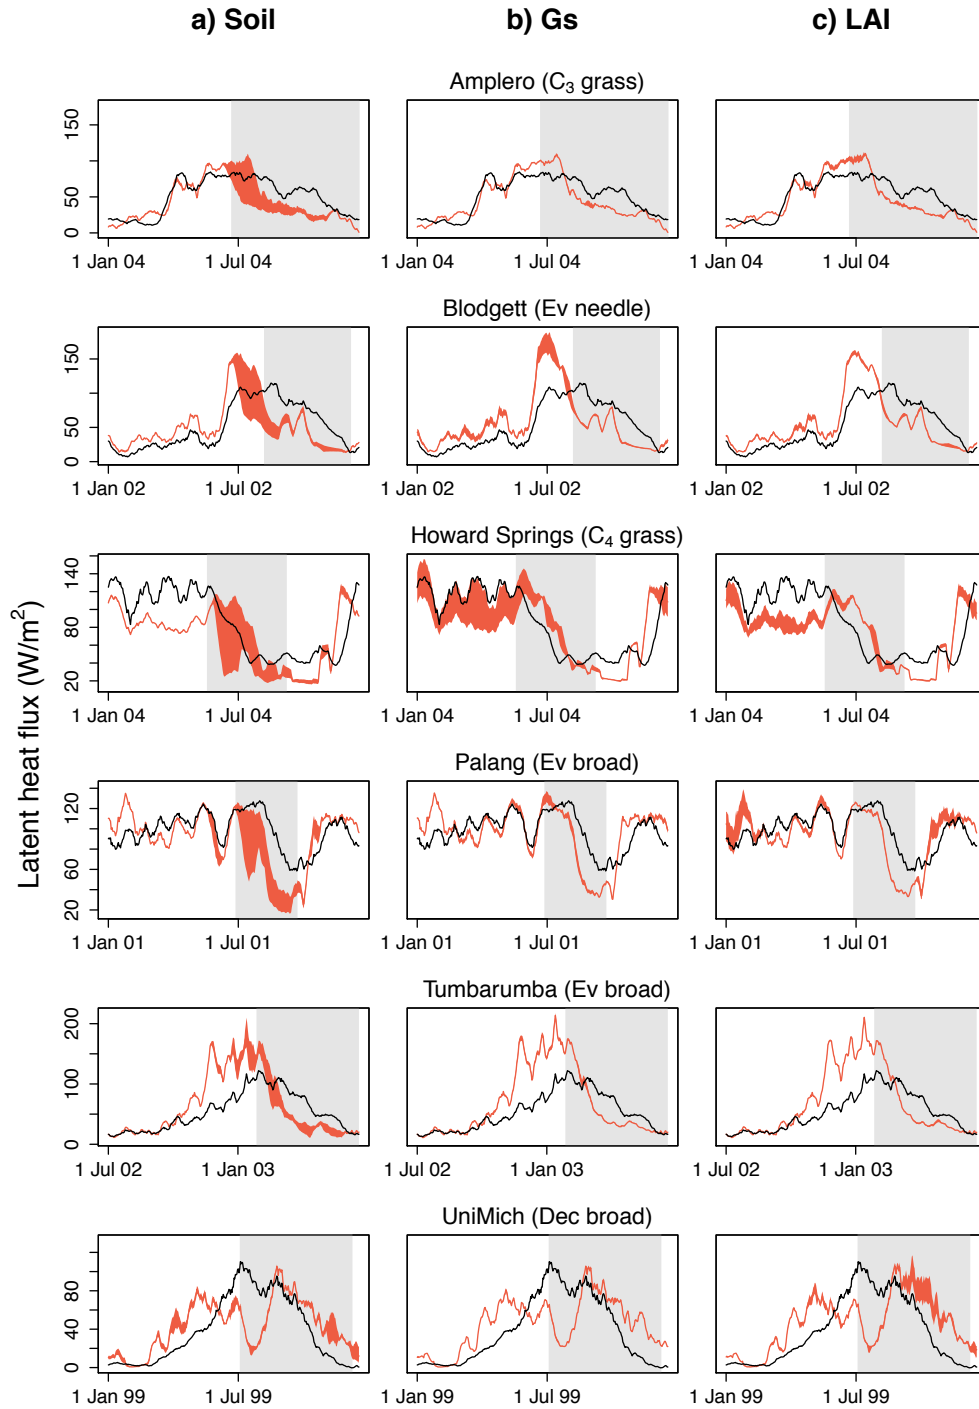 a) Soil b) Gs c) LAI
Amplero (C₃ grass)
0 50 150
1 Jan 04 1 Jul 04 1 Jan 04 1 Jul 04 1 Jan 04 1 Jul 04
Blodgett (Ev needle)
0 50 150
1 Jan 02 1 Jul 02 1 Jan 02 1 Jul 02 1 Jan 02 1 Jul 02
Howard Springs (C₄ grass)
20 80 140
1 Jan 04 1 Jul 04 1 Jan 04 1 Jul 04 1 Jan 04 1 Jul 04
Latent heat flux (W/m²)
Palang (Ev broad)
20 60 120
1 Jan 01 1 Jul 01 1 Jan 01 1 Jul 01 1 Jan 01 1 Jul 01
Tumbarumba (Ev broad)
0 100 200
1 Jul 02 1 Jan 03 1 Jul 02 1 Jan 03 1 Jul 02 1 Jan 03
UniMich (Dec broad)
0 40 80
1 Jan 99 1 Jul 99 1 Jan 99 1 Jul 99 1 Jan 99 1 Jul 99